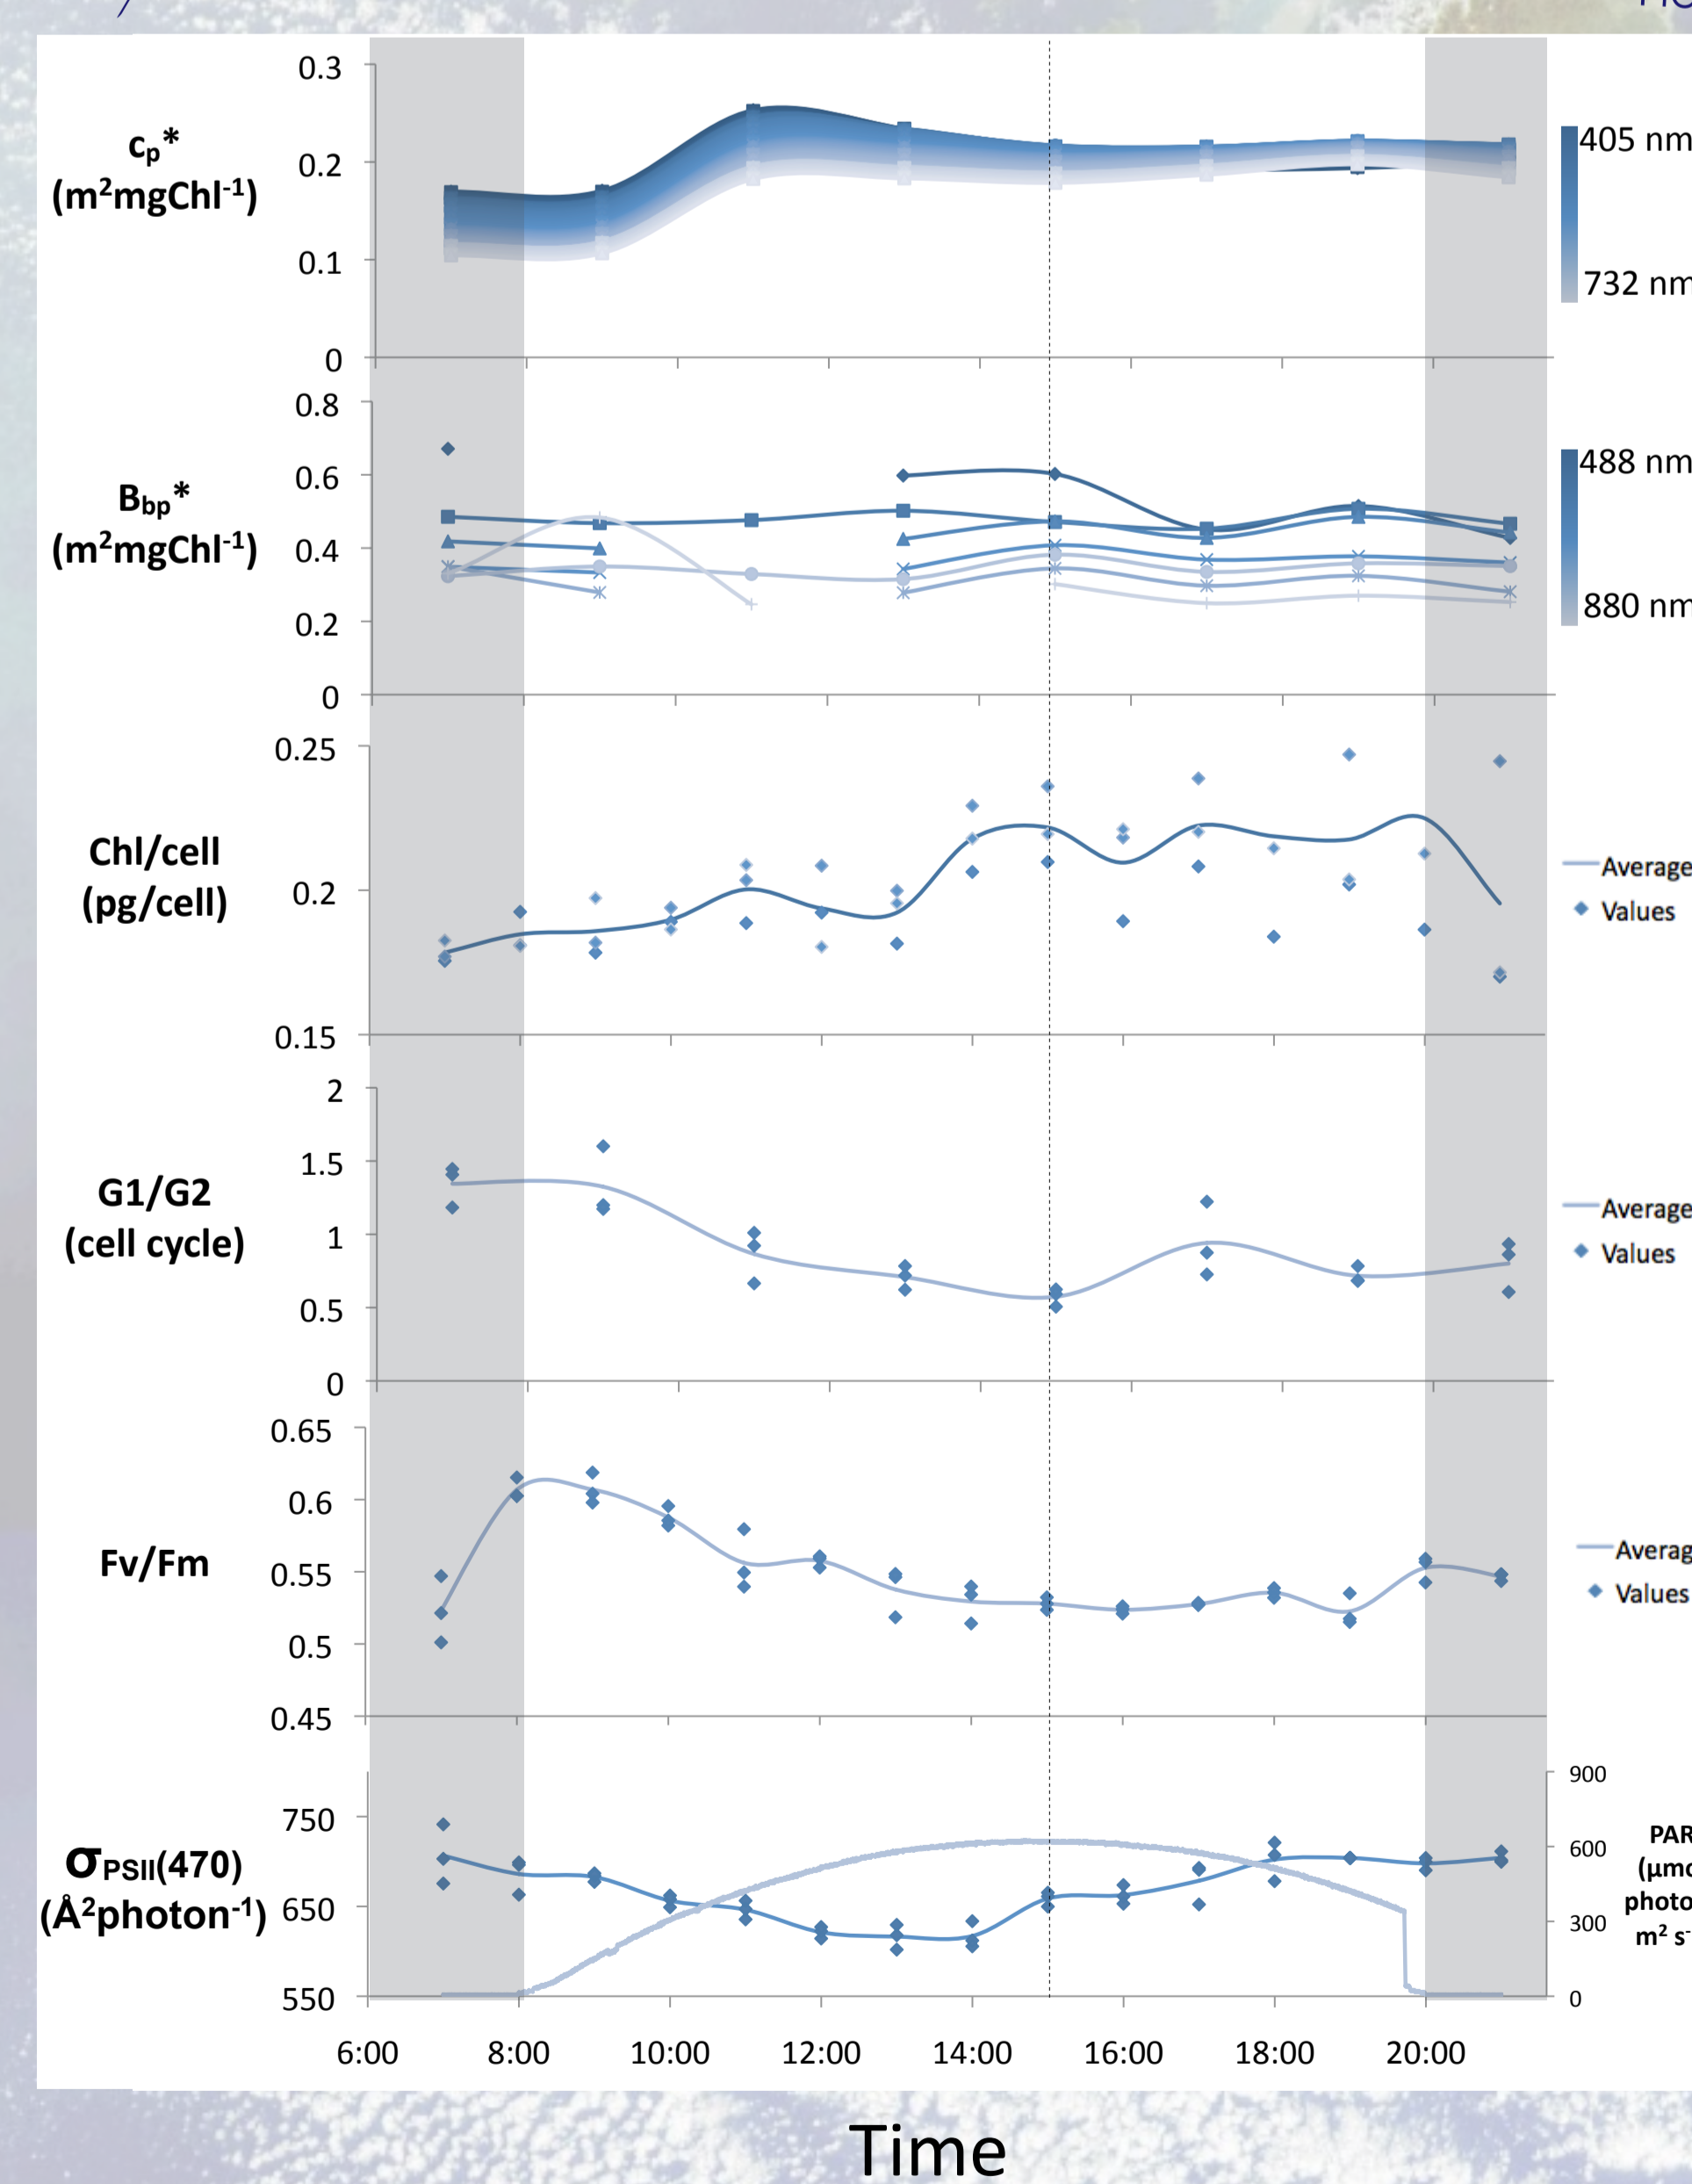 0.3
cp*
(m²mgChl⁻¹)
0.2
0.1
0
405 nm
732 nm
0.8
Bbp*
(m²mgChl⁻¹)
0.6
0.4
0.2
0
488 nm
880 nm
0.25
Chl/cell
(pg/cell)
0.2
0.15
Average
Values
2
G1/G2
(cell cycle)
1.5
1
0.5
0
Average
Values
0.65
Fv/Fm
0.6
0.55
0.5
0.45
Averag
Values
750
σPSII(470)
(Å²photon⁻¹)
650
550
900
600
300
0
PAR
(μmo
photo
m² s⁻
6:00 8:00 10:00 12:00 14:00 16:00 18:00 20:00
Time